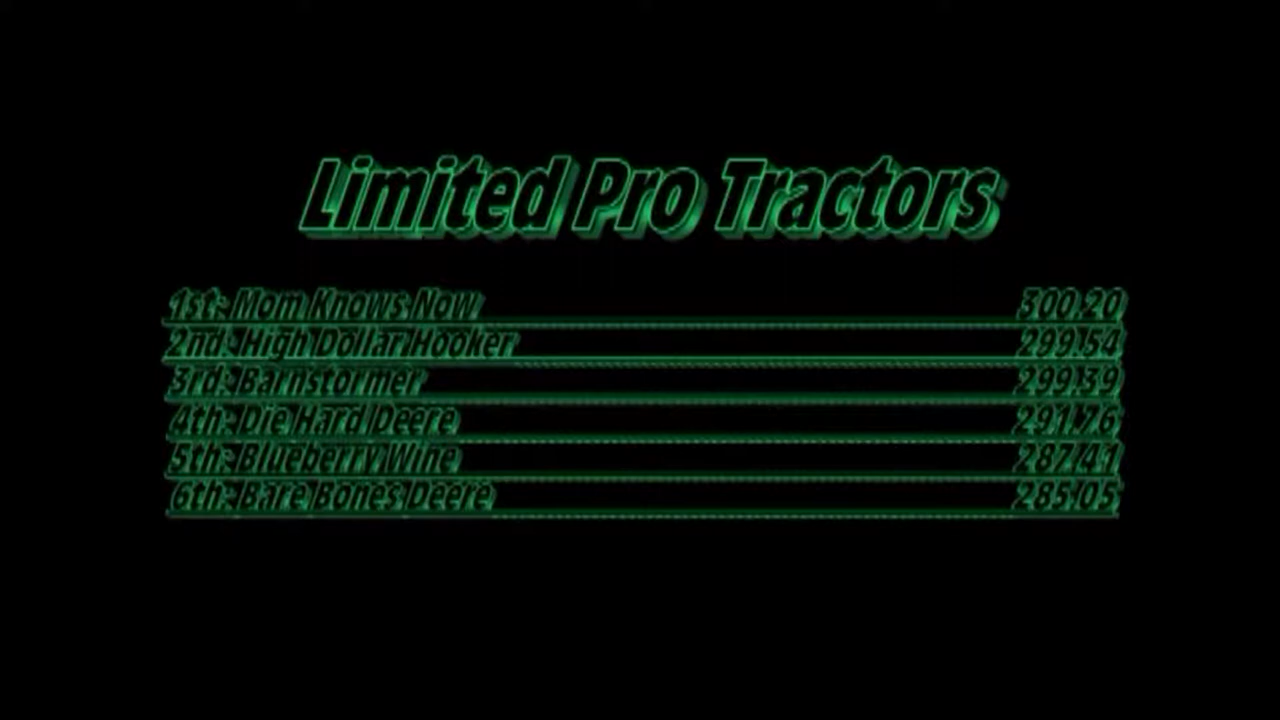 Limited Pro Tractors
1st: Mom Knows Now 300.20
2nd: High Dollar Hooker 299.54
3rd: Barnstormer 299.39
4th: Die Hard Deere 291.76
5th: Blueberry Wine 287.41
6th: Bare Bones Deere 285.05